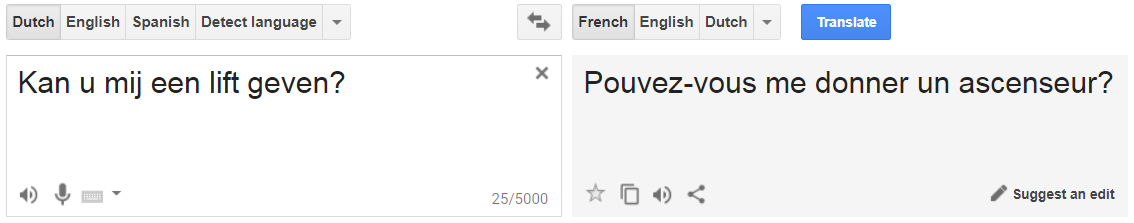 Dutch English Spanish Detect language French English Dutch Translate
Kan u mij een lift geven? Pouvez-vous me donner un ascenseur?
25/5000 Suggest an edit